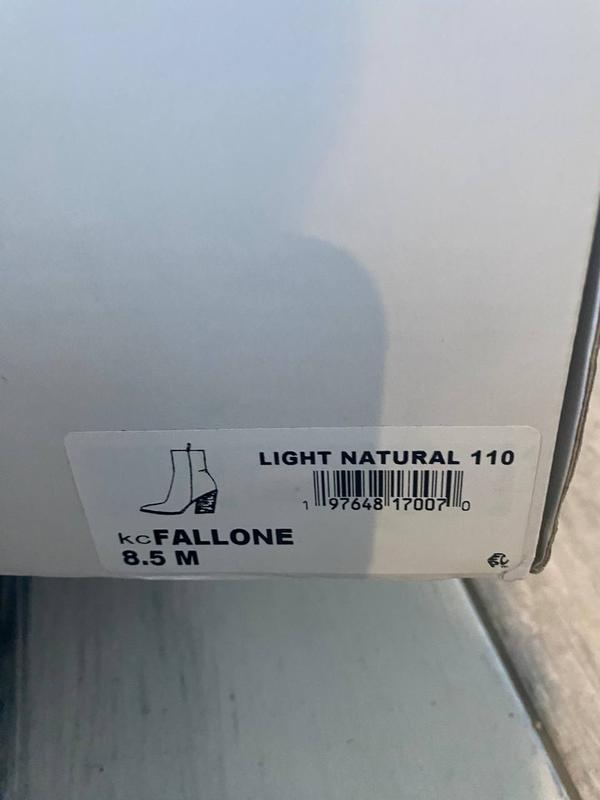 LIGHT NATURAL 110
1 97648 17007 0
kcFALLONE
8.5 M